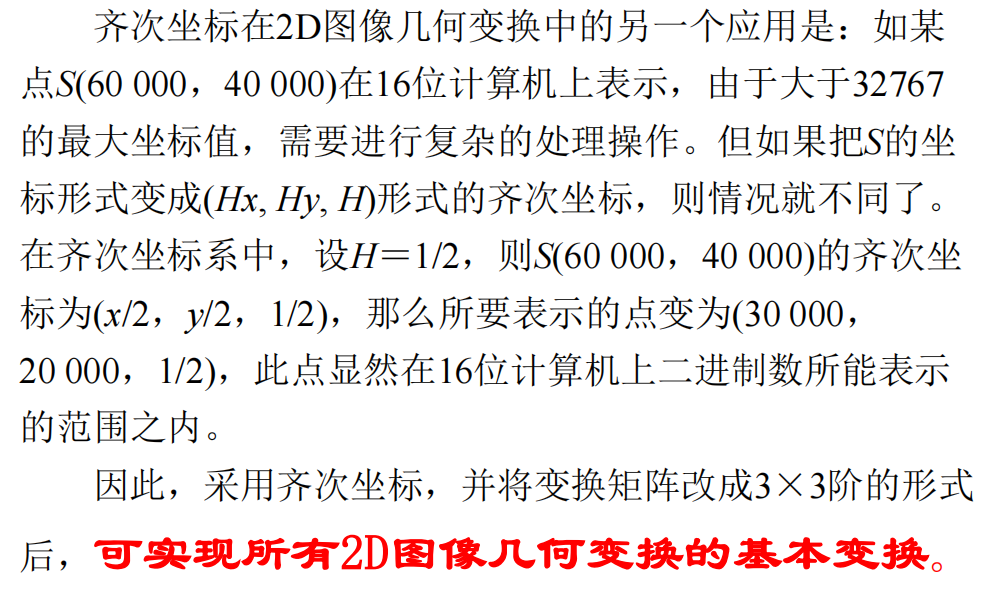 齐次坐标在2D图像几何变换中的另一个应用是：如某
点S(60 000，40 000)在16位计算机上表示，由于大于32767
的最大坐标值，需要进行复杂的处理操作。但如果把S的坐
标形式变成(Hx, Hy, H)形式的齐次坐标，则情况就不同了。
在齐次坐标系中，设H＝1/2，则S(60 000，40 000)的齐次坐
标为(x/2，y/2，1/2)，那么所要表示的点变为(30 000，
20 000，1/2)，此点显然在16位计算机上二进制数所能表示
的范围之内。
因此，采用齐次坐标，并将变换矩阵改成3×3阶的形式
后，可实现所有2D图像几何变换的基本变换。